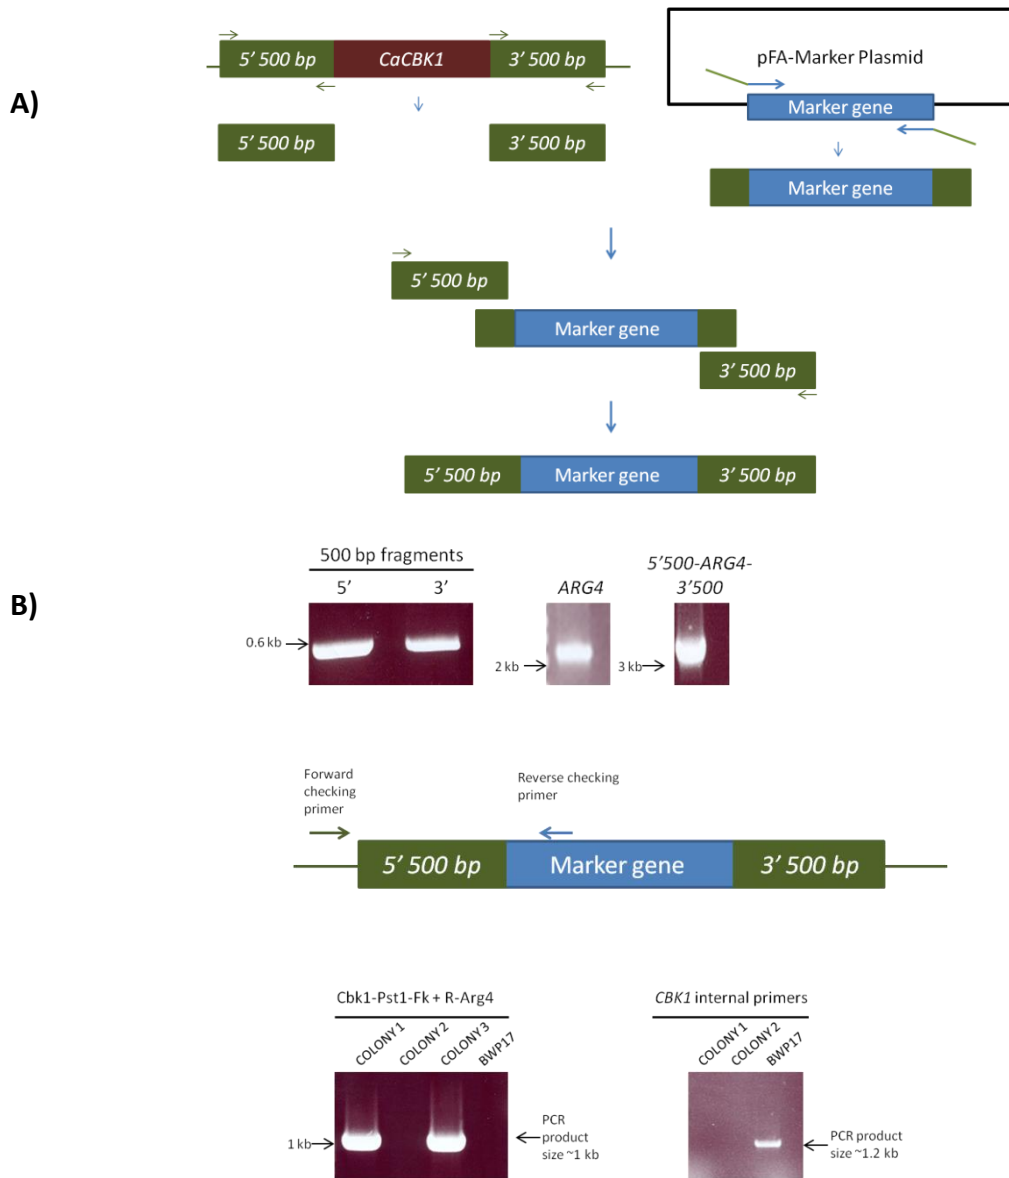 A)
5' 500 bp
CaCBK1
3' 500 bp
5' 500 bp
3' 500 bp
pFA-Marker Plasmid
Marker gene
Marker gene
5' 500 bp
Marker gene
3' 500 bp
5' 500 bp
Marker gene
3' 500 bp
B)
500 bp fragments
5'
3'
0.6 kb
ARG4
2 kb
5'500-ARG4-
3'500
3 kb
Forward
checking
primer
Reverse checking
primer
5' 500 bp
Marker gene
3' 500 bp
Cbk1-Pst1-Fk + R-Arg4
COLONY 1
COLONY 2
COLONY 3
BWP17
1 kb
PCR
product
size ~1 kb
CBK1 internal primers
COLONY 1
COLONY 2
BWP17
PCR product
size ~1.2 kb